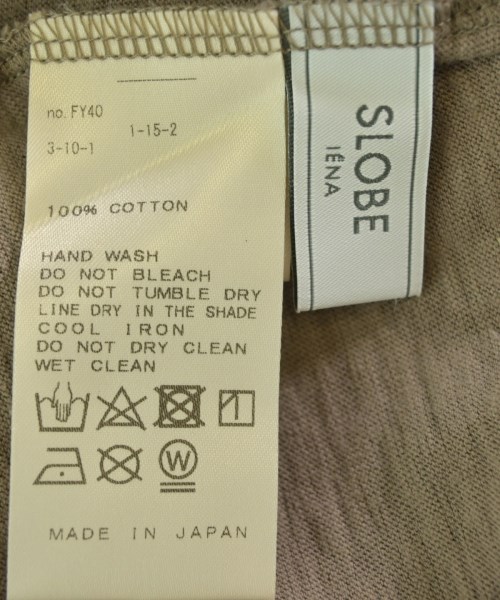 no. FY40
1-15-2
3-10-1
100% COTTON
HAND WASH
DO NOT BLEACH
DO NOT TUMBLE DRY
LINE DRY IN THE SHADE
COOL IRON
DO NOT DRY CLEAN
WET CLEAN
W
MADE IN JAPAN
SLOBE
IÉNA